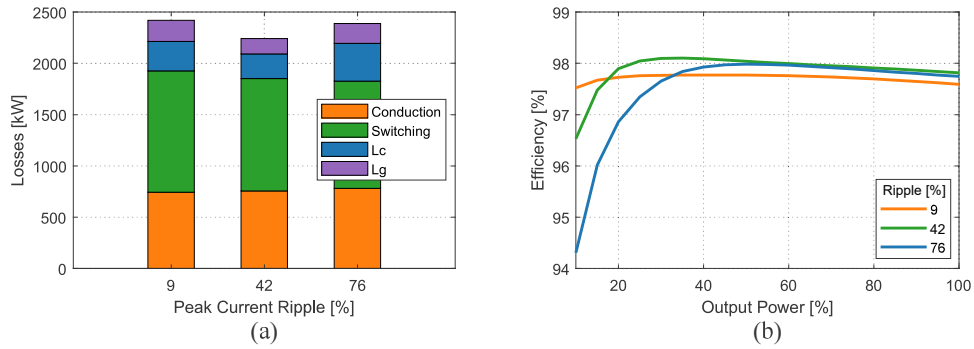 2500
2000
1500
1000
500
0
Losses [kW]
Conduction
Switching
Lc
Lg
9
42
76
Peak Current Ripple [%]
(a)
99
98
97
96
95
94
Efficiency [%]
Ripple [%]
9
42
76
20
40
60
80
100
Output Power [%]
(b)